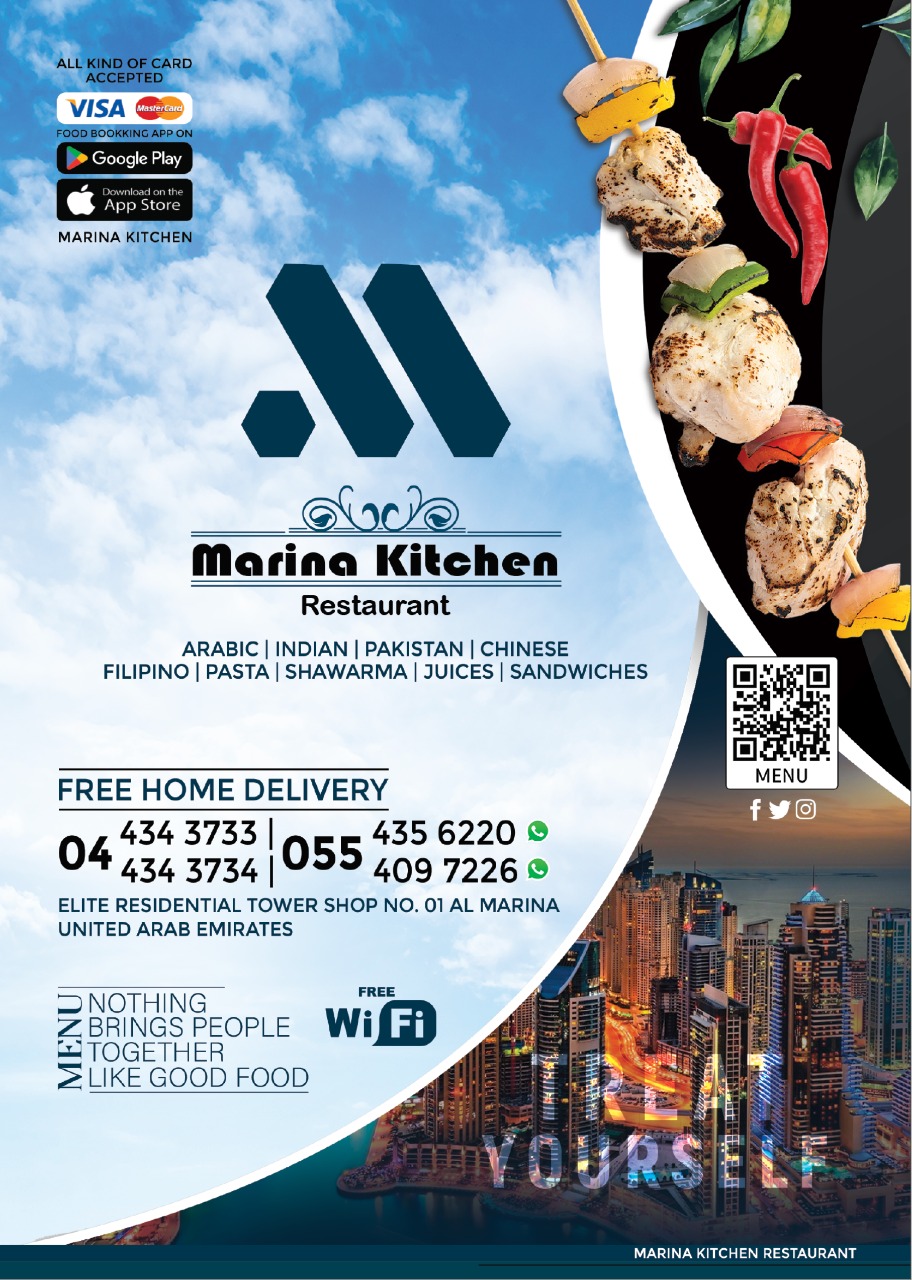 ALL KIND OF CARD
ACCEPTED
VISA MasterCard
FOOD BOOKKING APP ON
Google Play
Download on the
App Store
MARINA KITCHEN
Marina Kitchen
Restaurant
ARABIC | INDIAN | PAKISTAN | CHINESE
FILIPINO | PASTA | SHAWARMA | JUICES | SANDWICHES
MENU
FREE HOME DELIVERY
04 434 3733 | 055 435 6220
434 3734 | 409 7226
ELITE RESIDENTIAL TOWER SHOP NO. 01 AL MARINA
UNITED ARAB EMIRATES
MENU
NOTHING
BRINGS PEOPLE
TOGETHER
LIKE GOOD FOOD
FREE
WiFi
TREAT
YOURSELF
MARINA KITCHEN RESTAURANT